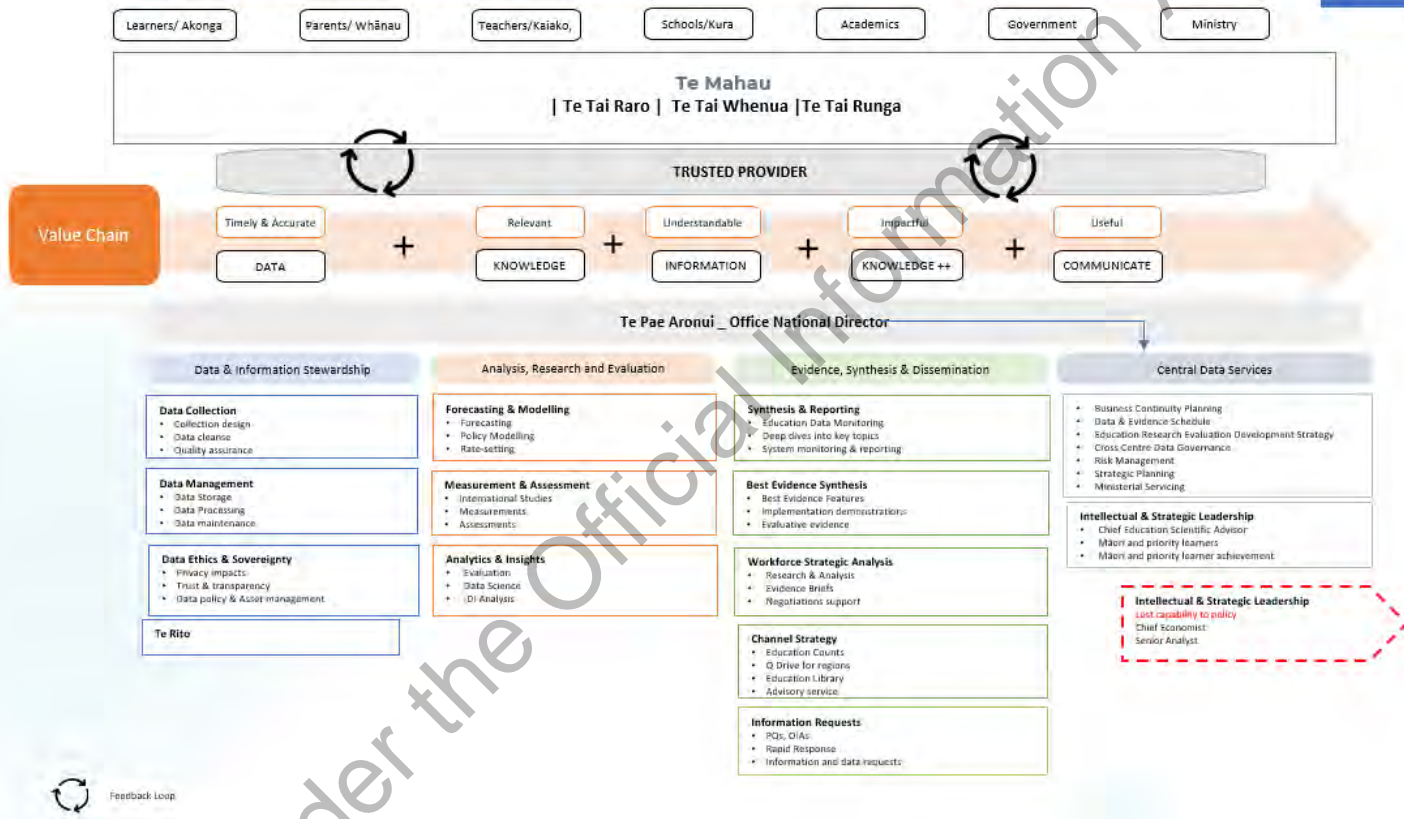 Learners/ Akonga
Parents/ Whānau
Teachers/Kaiako,
Schools/Kura
Academics
Government
Ministry
Te Mahau
| Te Tai Raro | Te Tai Whenua |Te Tai Runga
TRUSTED PROVIDER
Value Chain
Timely & Accurate
Relevant
Understandable
Impactful
Useful
+
+
+
+
DATA
KNOWLEDGE
INFORMATION
KNOWLEDGE ++
COMMUNICATE
Te Pae Aronui _ Office National Director
Data & Information Stewardship
Data Collection
• Collection design
• Data cleanse
• Quality assurance
Data Management
• Data Storage
• Data Processing
• Data maintenance
Data Ethics & Sovereignty
• Privacy impacts
• Trust & transparency
• Data policy & Asset management
Te Rito
Analysis, Research and Evaluation
Forecasting & Modelling
• Forecasting
• Policy Modelling
• Rate-setting
Measurement & Assessment
• International Studies
• Measurements
• Assessments
Analytics & Insights
• Evaluation
• Data Science
• IDI Analysis
Evidence, Synthesis & Dissemination
Synthesis & Reporting
• Education Data Monitoring
• Deep dives into key topics
• System monitoring & reporting
Best Evidence Synthesis
• Best Evidence Features
• Implementation demonstrations
• Evaluative evidence
Workforce Strategic Analysis
• Research & Analysis
• Evidence Briefs
• Negotiations support
Channel Strategy
• Education Counts
• Q Drive for regions
• Education Library
• Advisory service
Information Requests
• PQs, OIAs
• Rapid Response
• Information and data requests
Central Data Services
• Business Continuity Planning
• Data & Evidence Schedule
• Education Research Evaluation Development Strategy
• Cross Centre Data Governance
• Risk Management
• Strategic Planning
• Ministerial Servicing
Intellectual & Strategic Leadership
• Chief Education Scientific Advisor
• Māori and priority learners
• Māori and priority learner achievement
Intellectual & Strategic Leadership
Lost capability to policy
Chief Economist
Senior Analyst
Feedback Loop
der the Official Information A